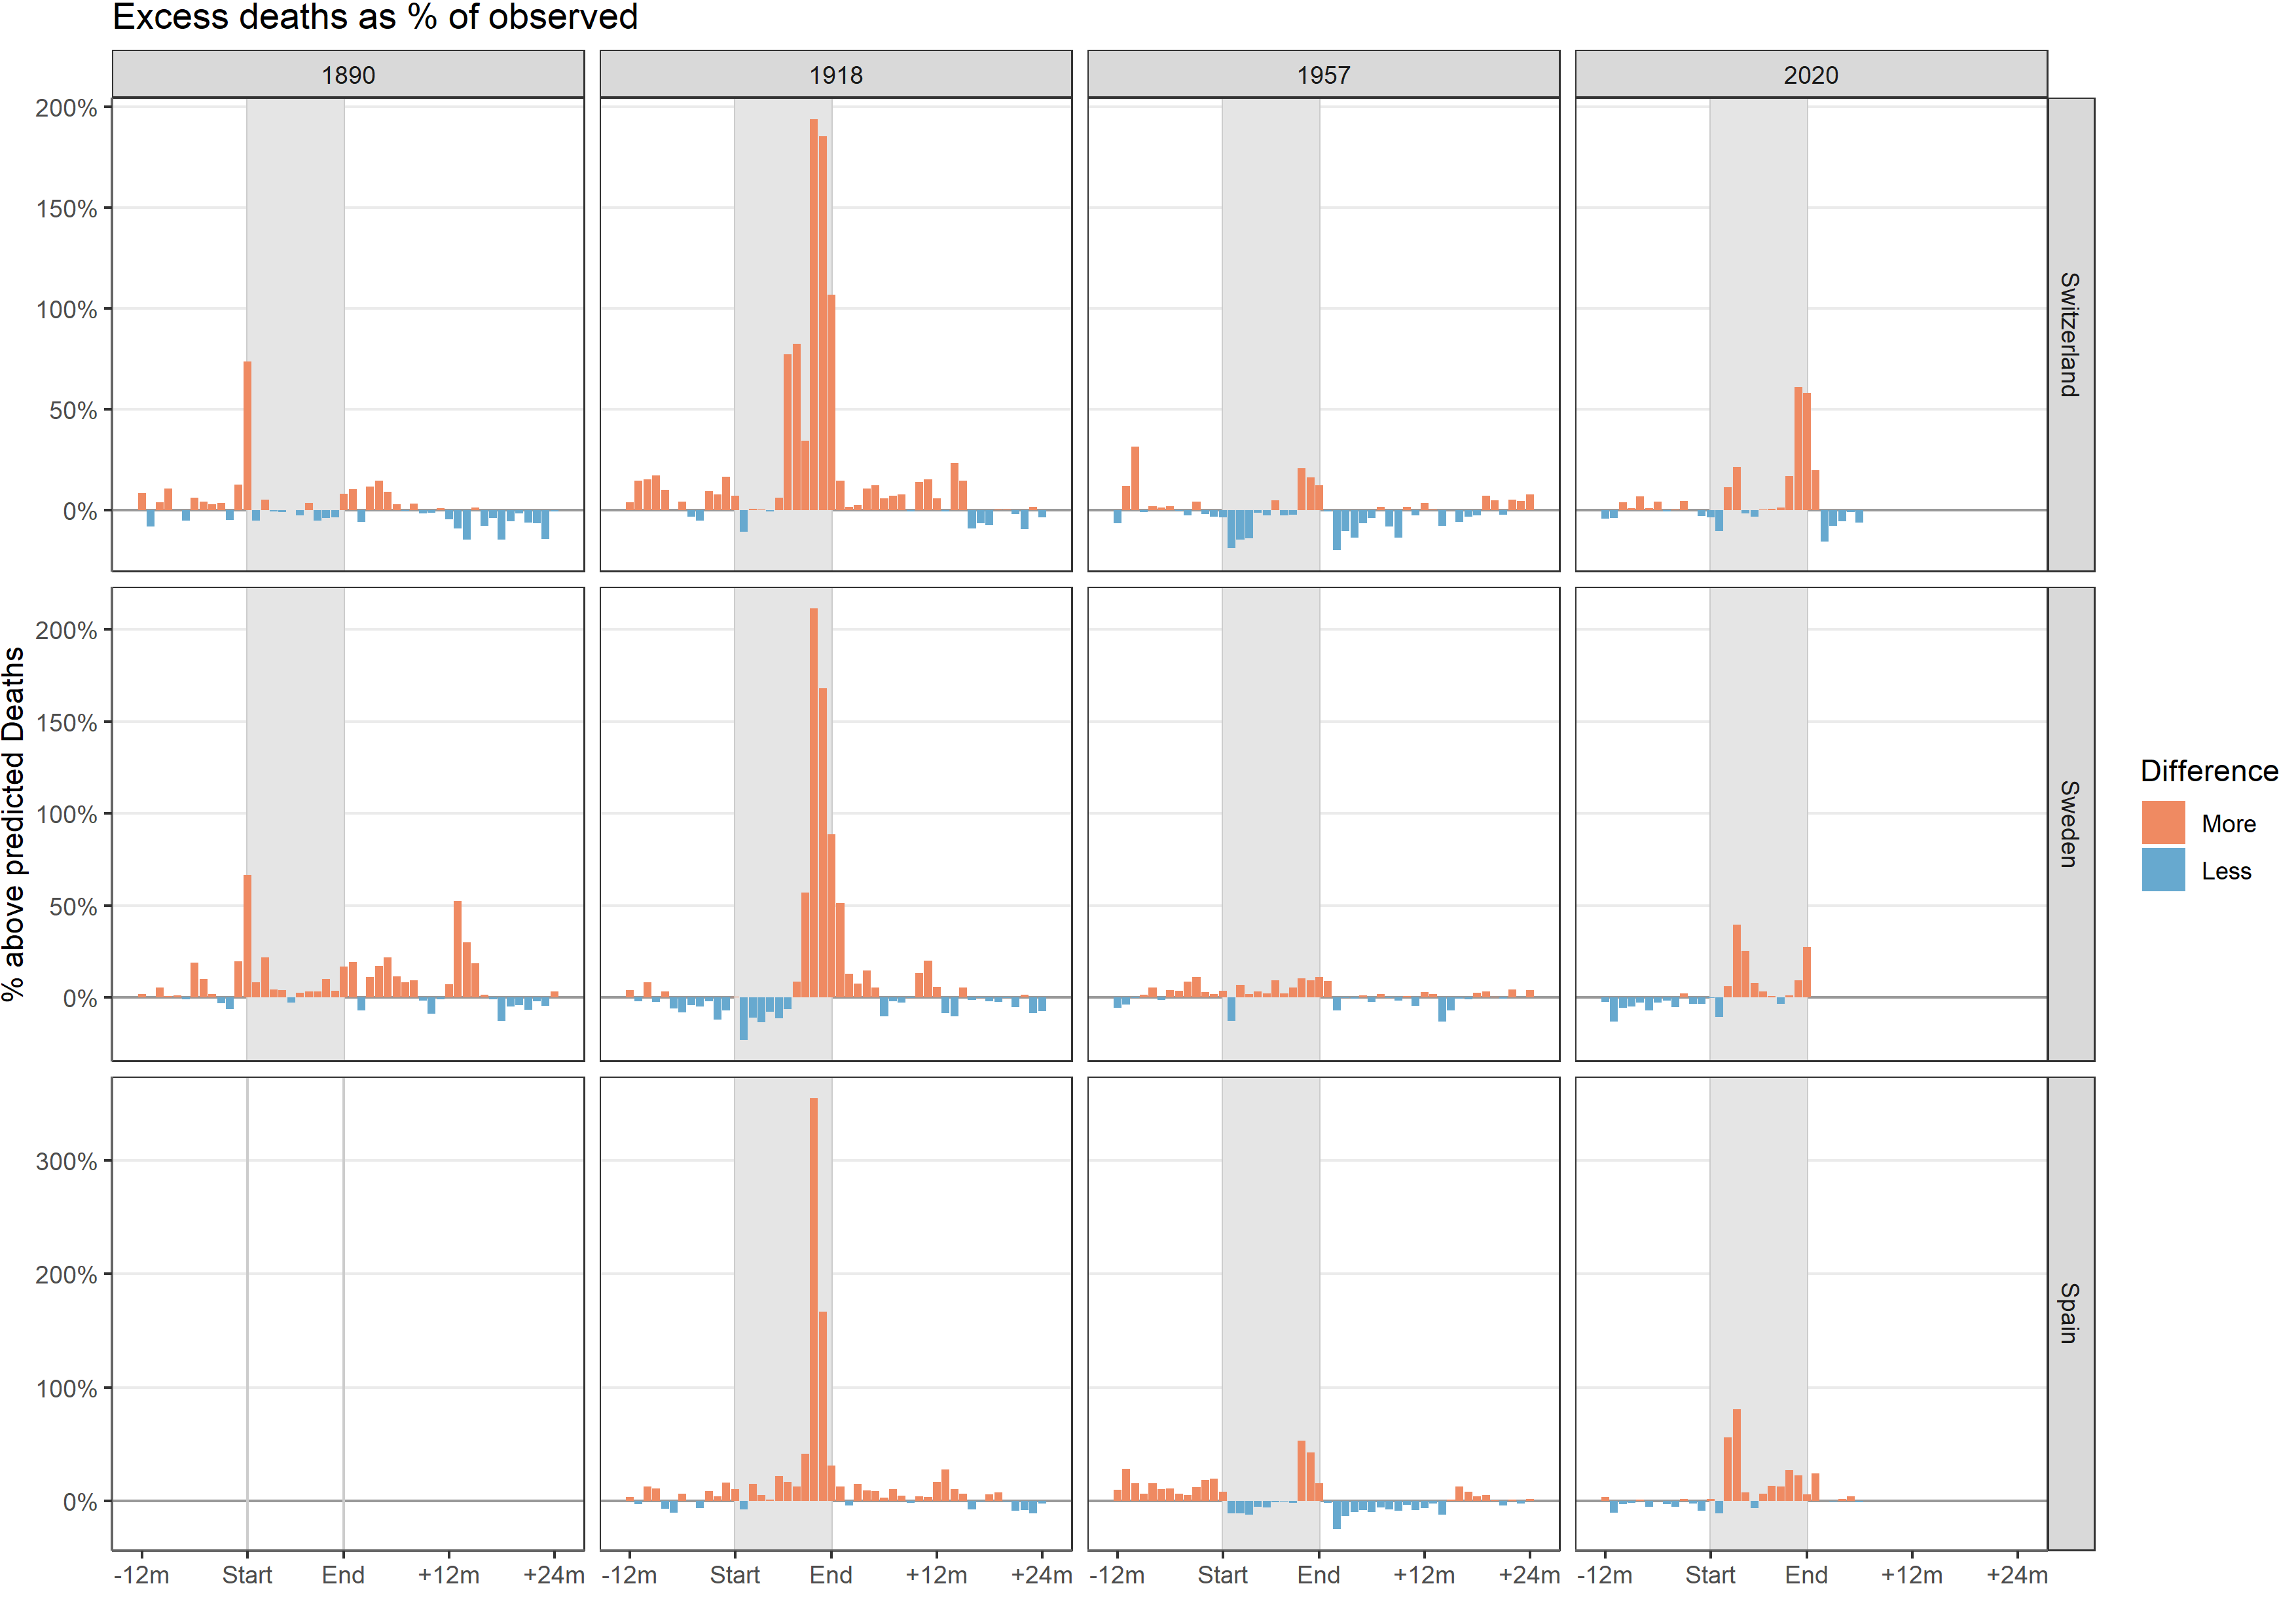 Excess deaths as % of observed
1890 1918 1957 2020
200%
150%
100%
50%
0%
Switzerland
% above predicted Deaths
200%
150%
100%
50%
0%
Sweden
Difference
More
Less
300%
200%
100%
0%
Spain
-12m Start End +12m +24m -12m Start End +12m +24m -12m Start End +12m +24m -12m Start End +12m +24m